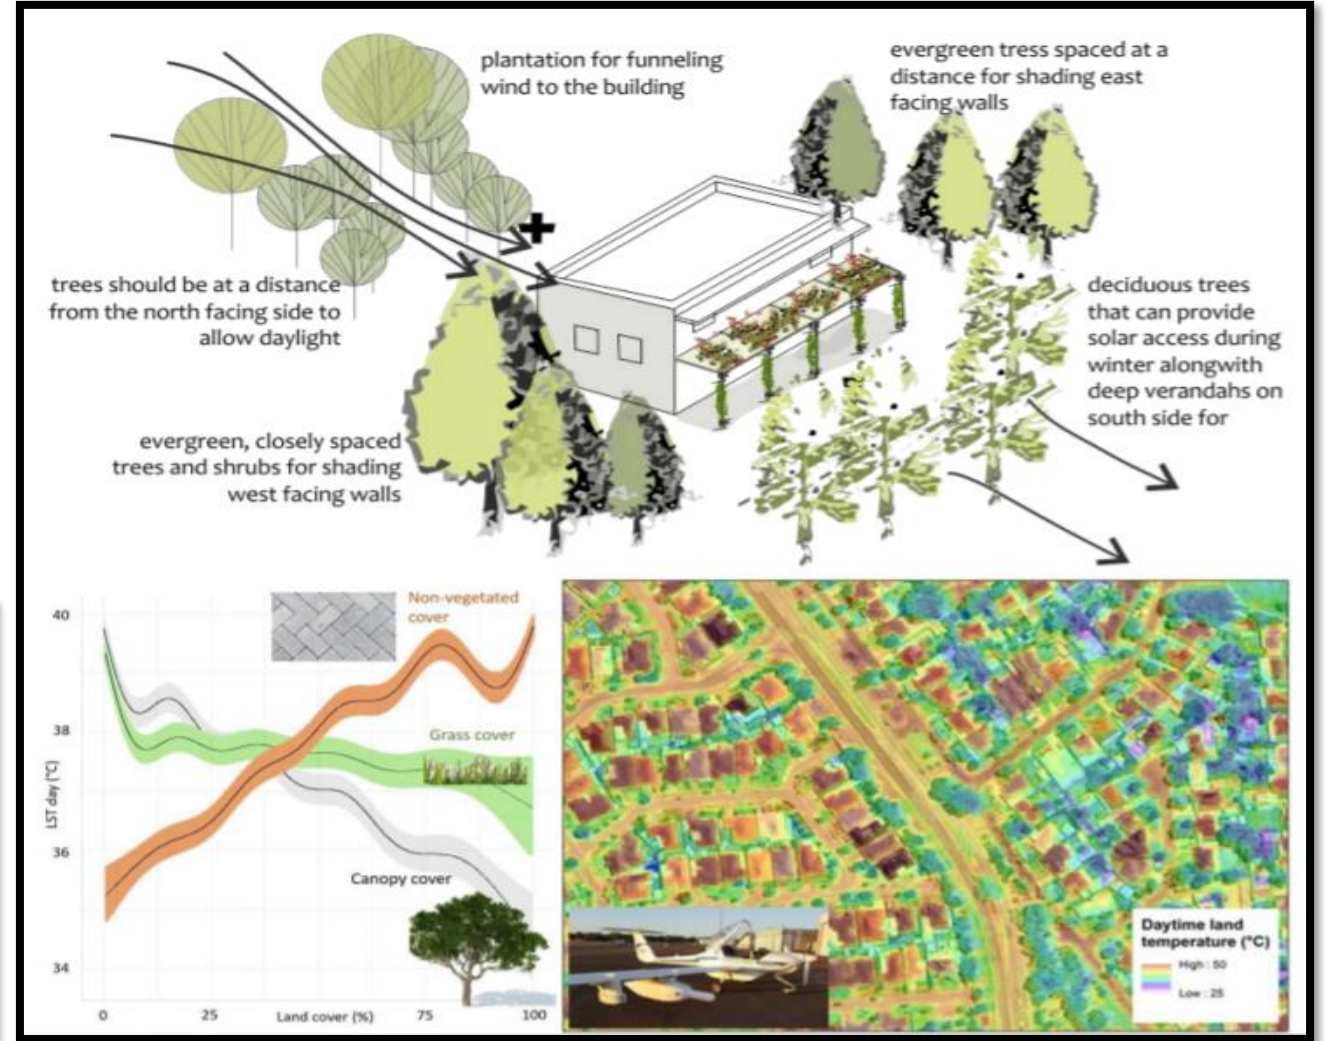 plantation for funneling
wind to the building
evergreen tress spaced at a
distance for shading east
facing walls
trees should be at a distance
from the north facing side to
allow daylight
deciduous trees
that can provide
solar access during
winter alongwith
deep verandahs on
south side for
evergreen, closely spaced
trees and shrubs for shading
west facing walls
Non-vegetated
cover
Grass cover
Canopy cover
LST day (°C)
40
38
36
34
0
25
Land cover (%)
75
100
Daytime land
temperature (°C)
High : 50
Low : 25